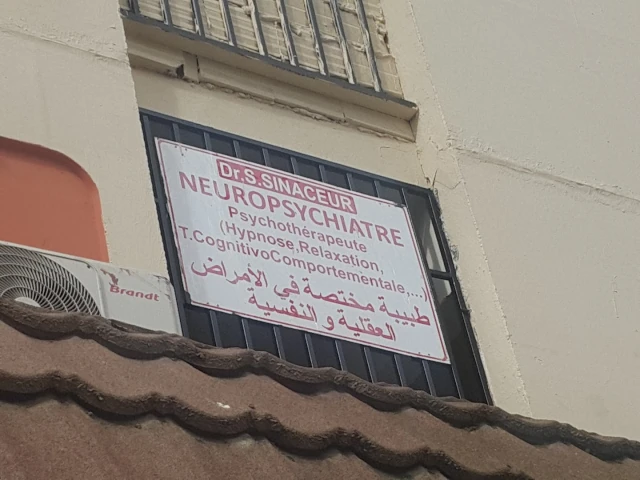 Dr.S.SINACEUR
NEUROPSYCHIATRE
Psychothérapeute
(Hypnose,Relaxation,
T.CognitivoComportementale,...)
طبيبة مختصة في الأمراض
العقلية و النفسية
Brandt